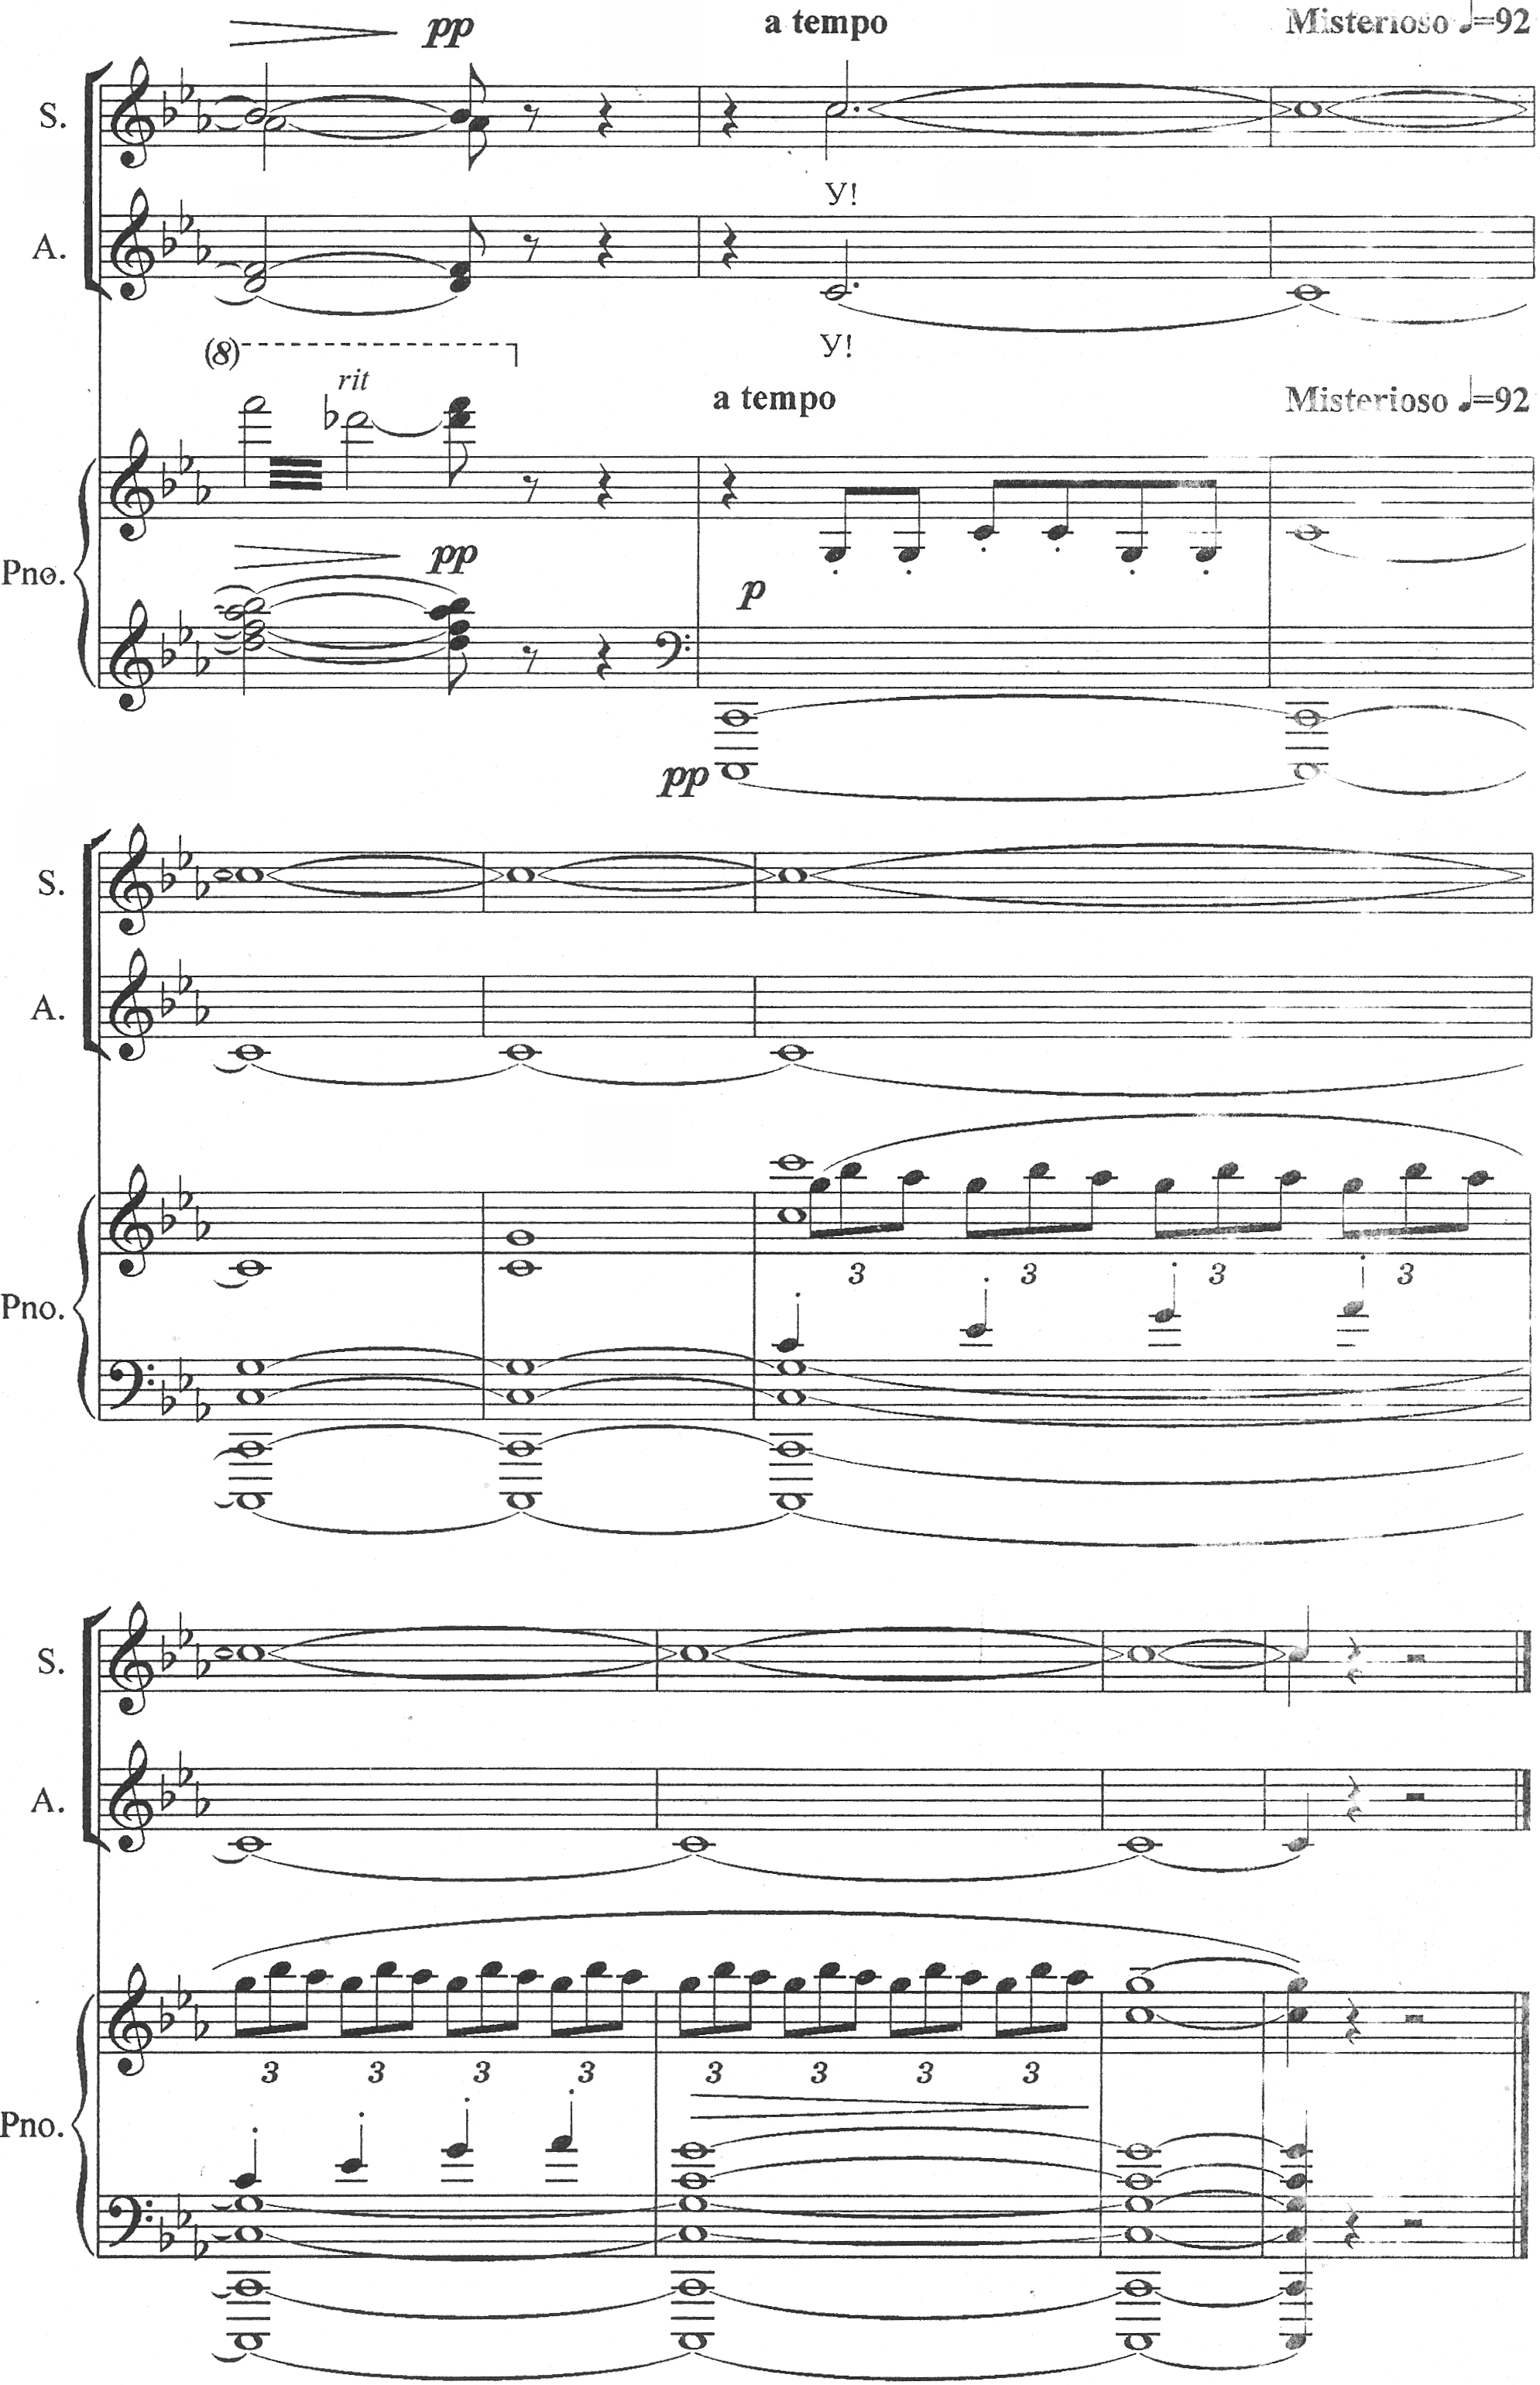 pp a tempo Misterioso ♩=92
S.
У!
A.
У!
(8)
rit
a tempo Misterioso ♩=92
pp
Pno.
p
pp
S.
A.
3 3 3 3
Pno.
S.
A.
3 3 3 3 3 3 3 3
Pno.